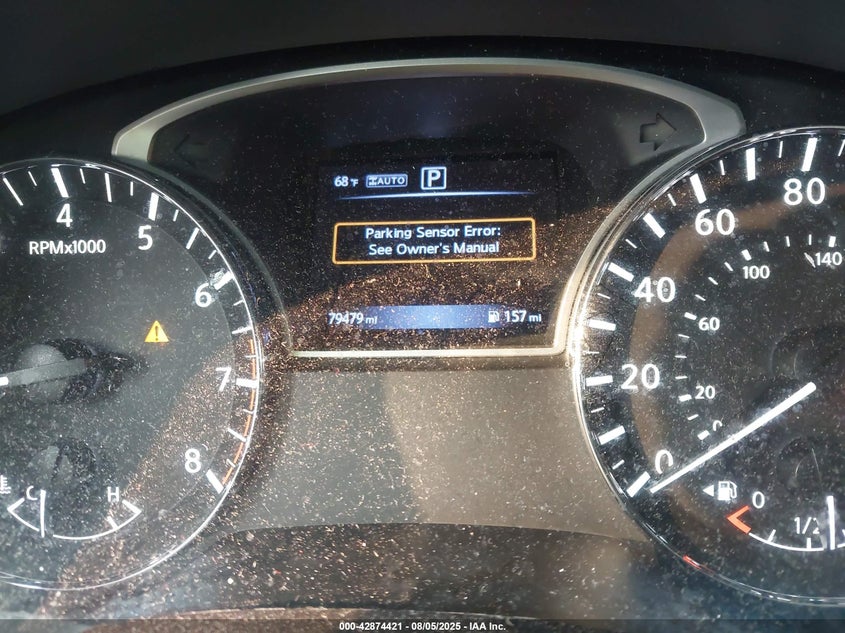 68 °F AUTO P
Parking Sensor Error:
See Owner's Manual
79479 mi 157 mi
4
5
6
7
8
RPMx1000
C H
0
20
40
60
80
0
20
60
100
140
0
1/2
000-42874421 - 08/05/2025 - IAA Inc.